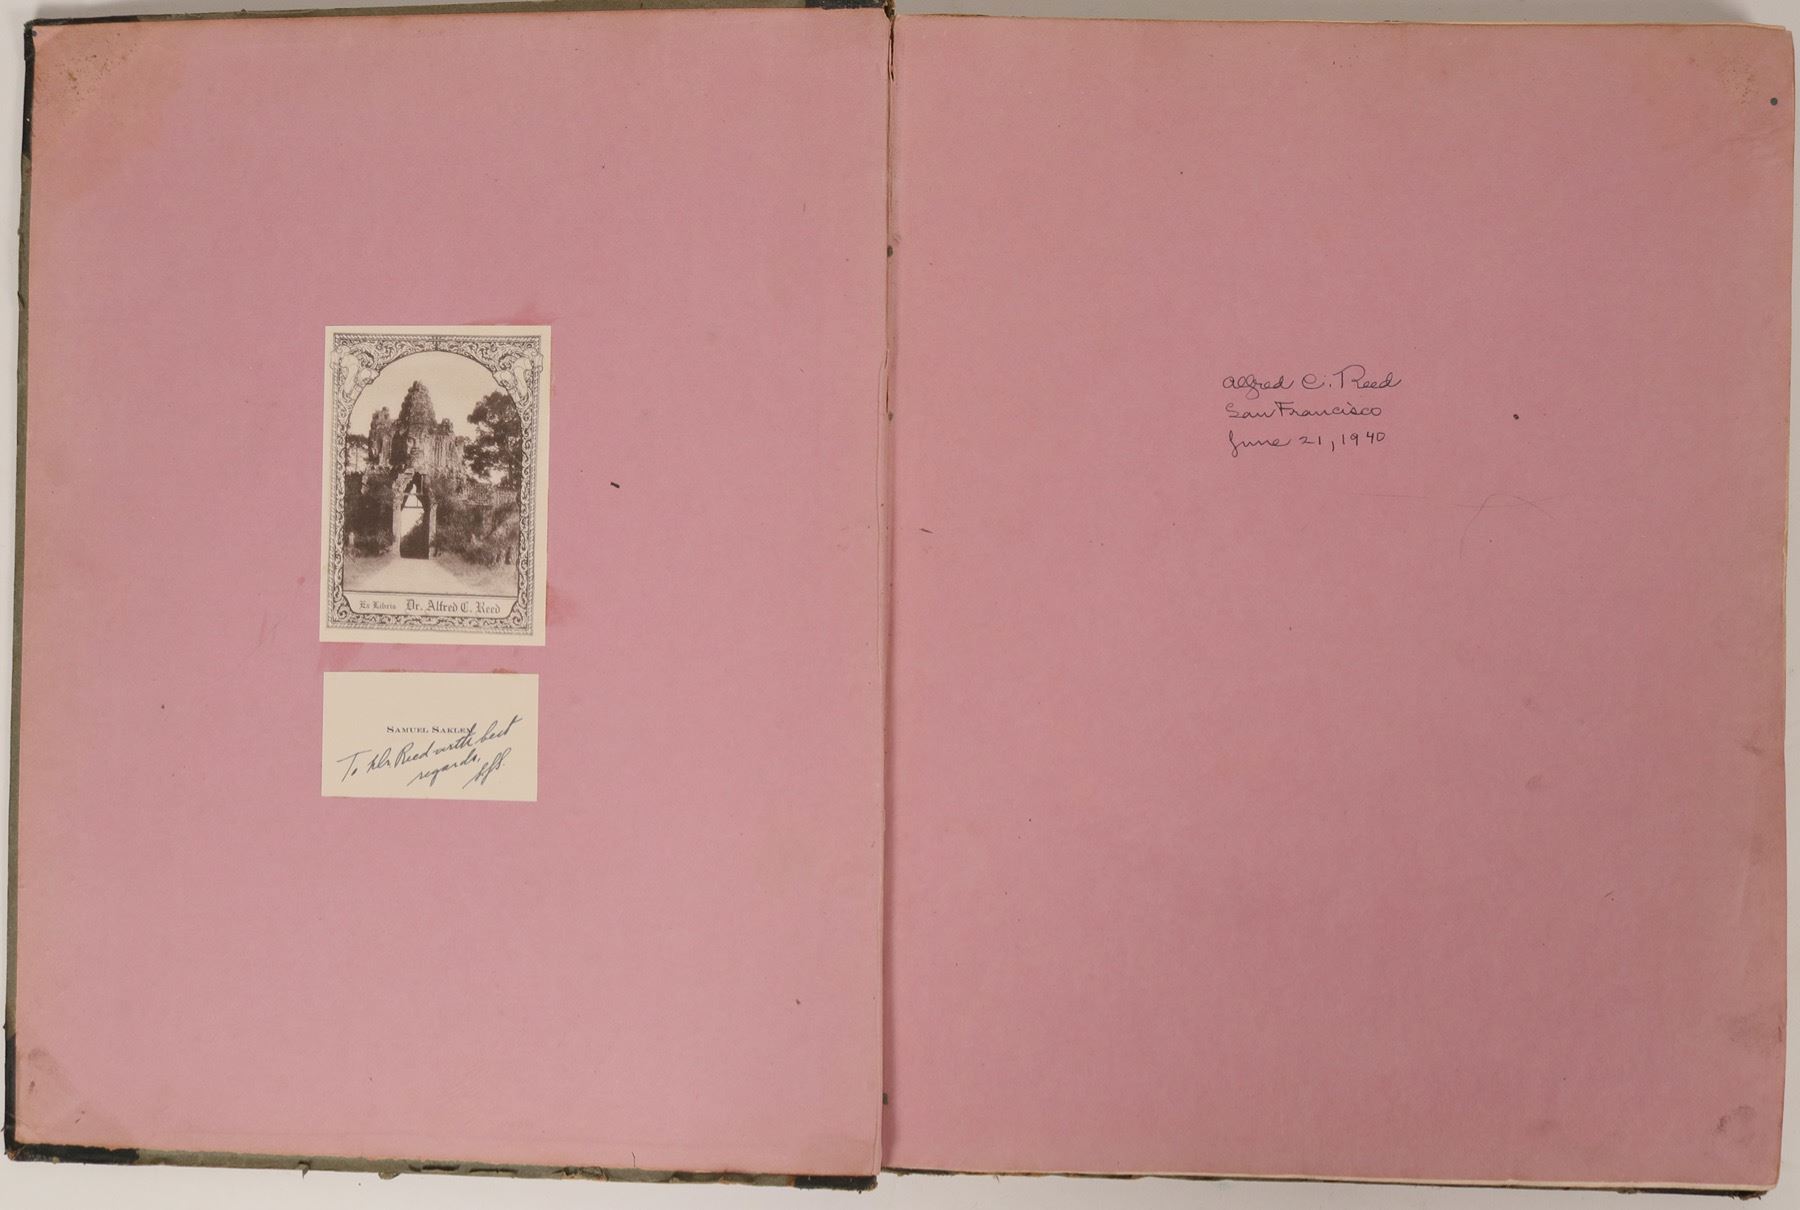 Ex Libris Dr. Alfred C. Reed
SAMUEL SAKLEN
To Dr. Reed with best
regards,
Alfred C. Reed
San Francisco
June 21, 1940